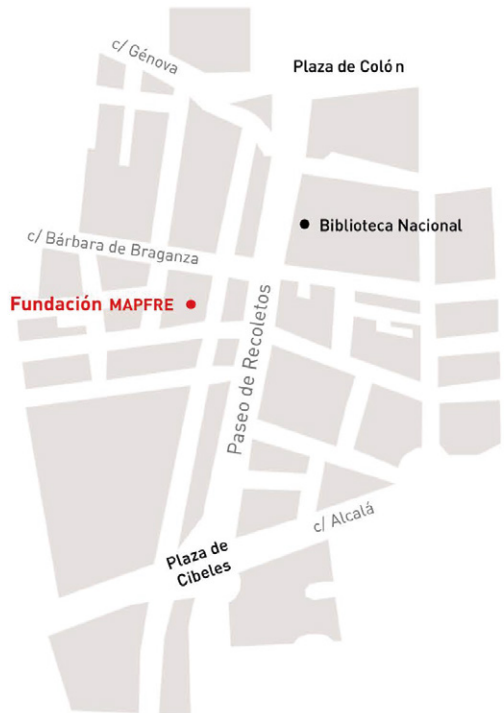 c/ Génova
Plaza de Colón
Biblioteca Nacional
c/ Bárbara de Braganza
Fundación MAPFRE
Paseo de Recoletos
c/ Alcalá
Plaza de
Cibeles